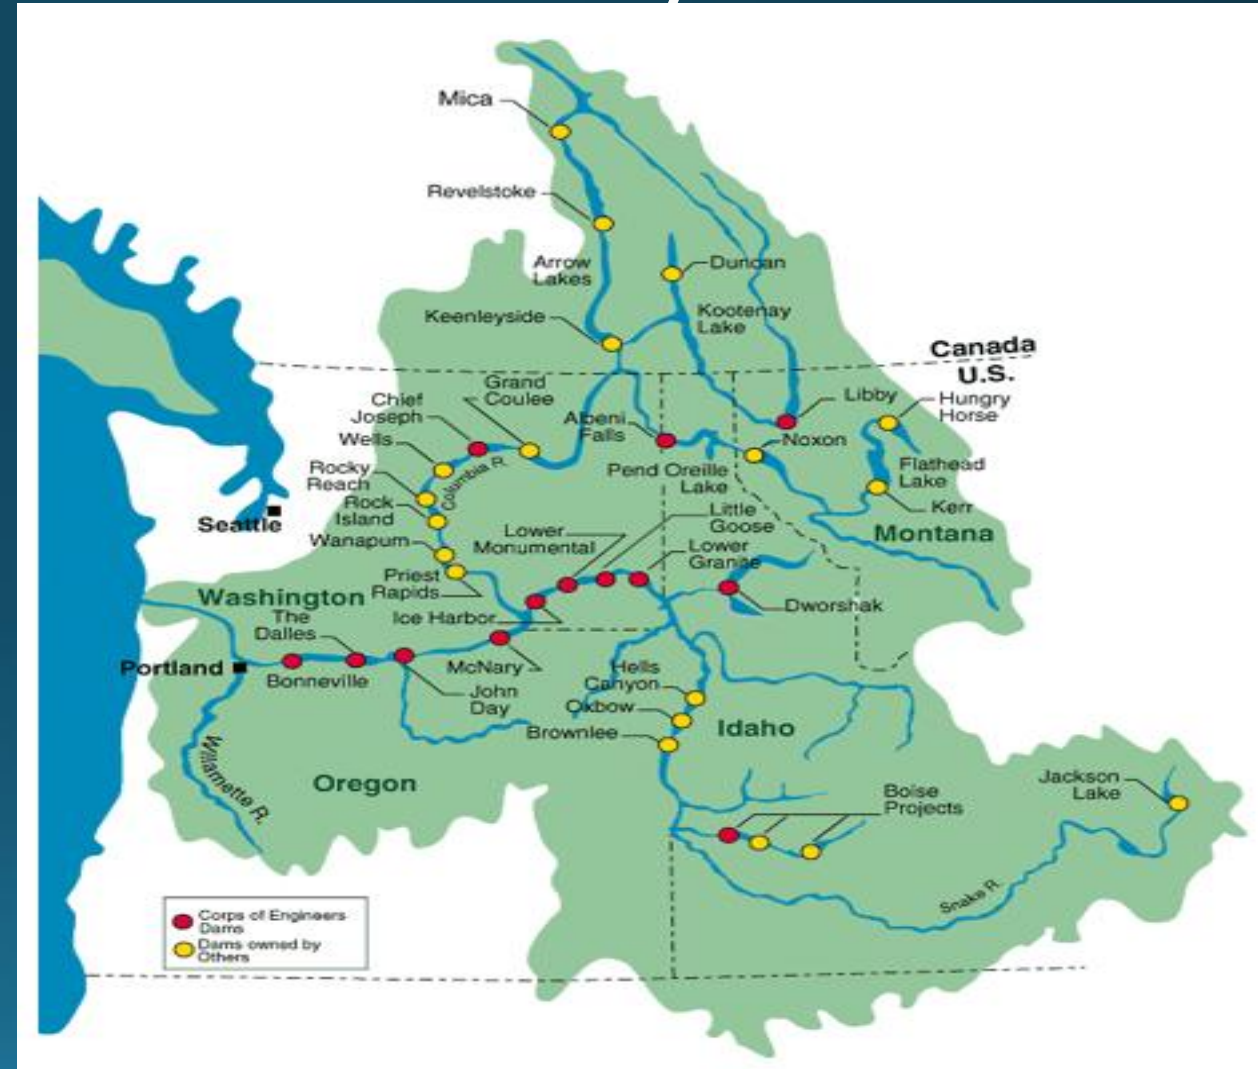 Mica
Revelstoke
Arrow
Lakes
Duncan
Keenleyside
Kootenay
Lake
Canada
U.S.
Grand
Coulee
Chief
Joseph
Libby
Hungry
Horse
Albeni
Falls
Wells
Noxon
Columbia R.
Rocky
Reach
Pend Oreille
Lake
Flathead
Lake
Rock
Island
Kerr
Seattle
Little
Goose
Lower
Monumental
Montana
Wanapum
Lower
Granite
Priest
Rapids
Washington
Dworshak
The
Dalles
Ice Harbor
Portland
McNary
Bonneville
John
Day
Hells
Canyon
Oxbow
Idaho
Brownlee
Willamette R.
Oregon
Jackson
Lake
Boise
Projects
Snake R.
Corps of Engineers
Dams
Dams owned by
Others